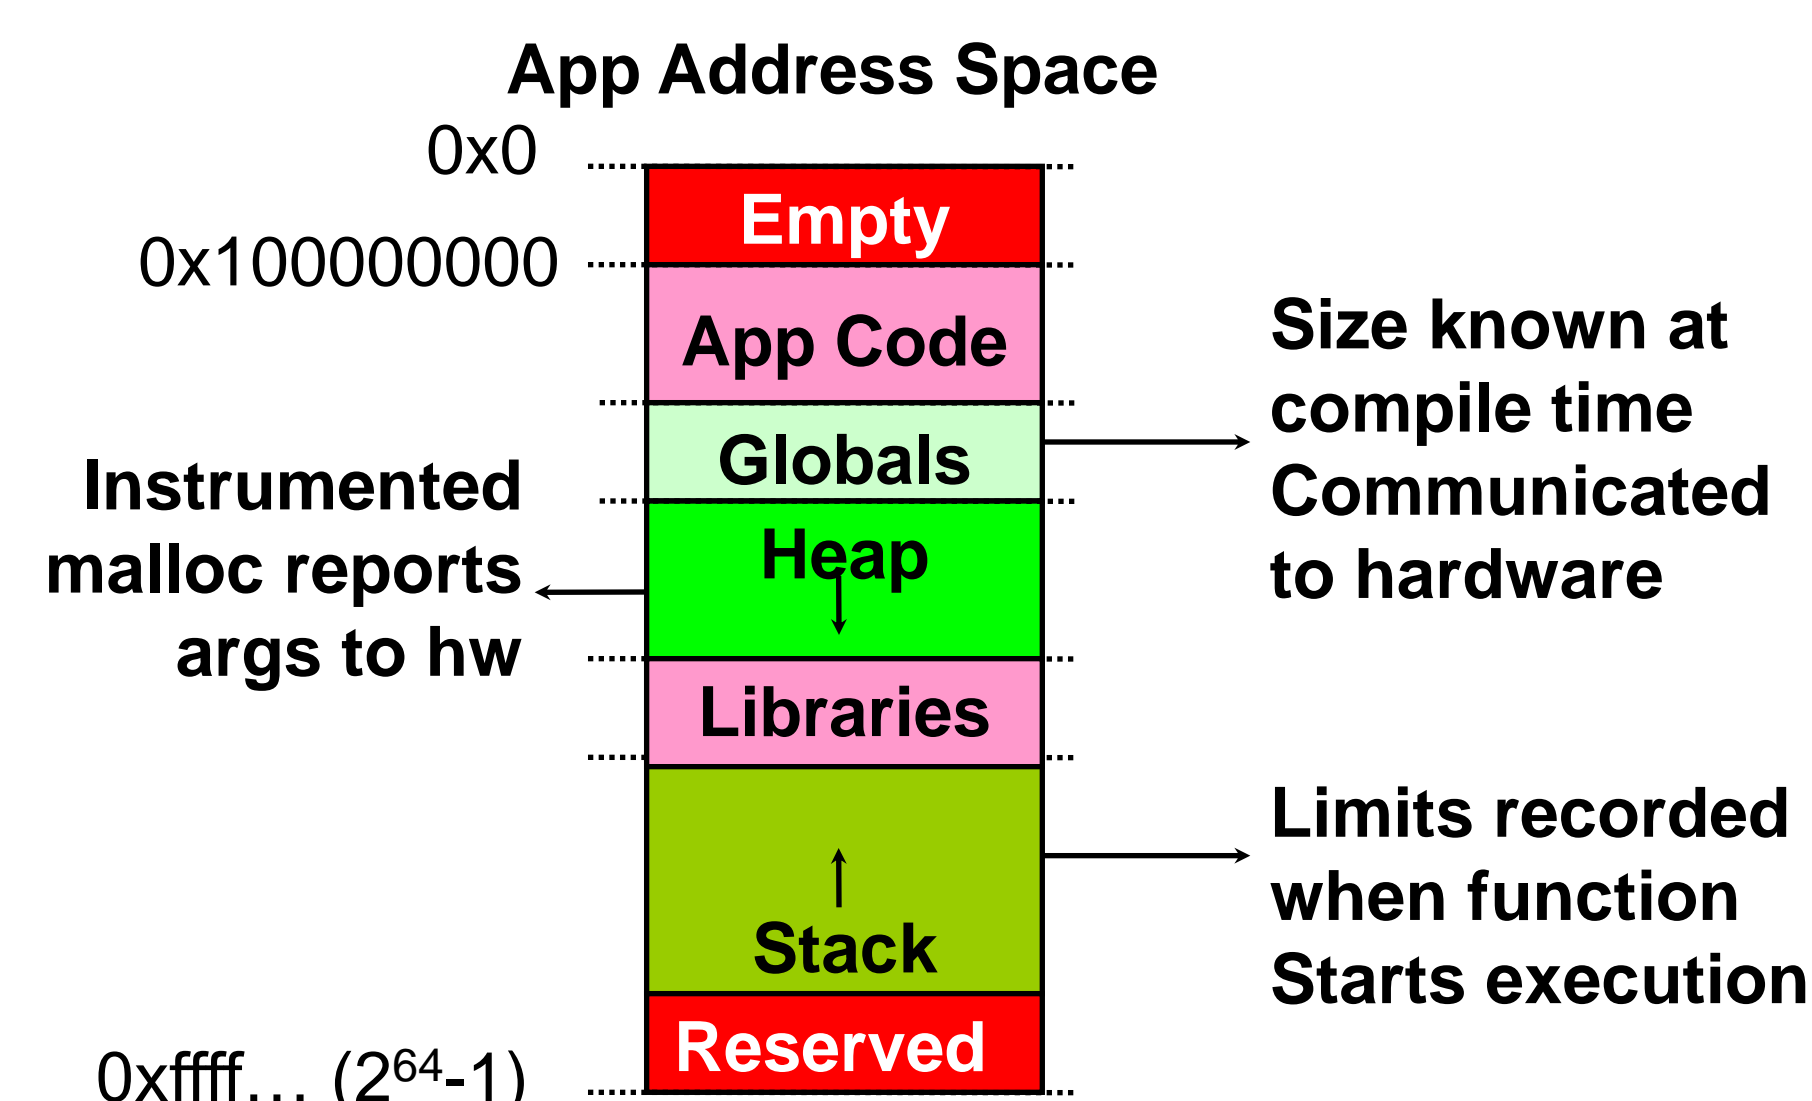 App Address Space
0x0
Empty
0x100000000
App Code
Size known at
compile time
Communicated
to hardware
Globals
Instrumented
malloc reports
args to hw
Heap
Libraries
Limits recorded
when function
Starts execution
Stack
Reserved
0xffff… (2⁶⁴-1)